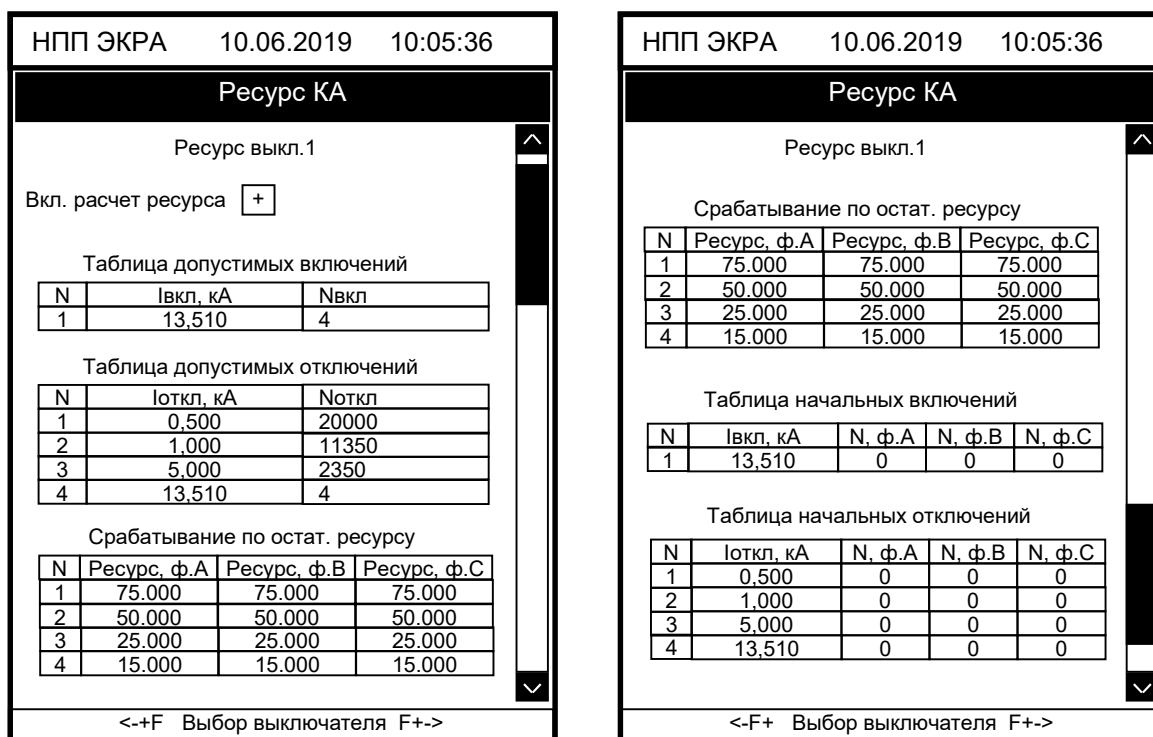 НПП ЭКРА 10.06.2019 10:05:36
Ресурс КА
Ресурс выкл.1
Вкл. расчет ресурса +
Таблица допустимых включений
N Iвкл, кА Nвкл
1 13,510 4
Таблица допустимых отключений
N Iоткл, кА Nоткл
1 0,500 20000
2 1,000 11350
3 5,000 2350
4 13,510 4
Срабатывание по остат. ресурсу
N Ресурс, ф.А Ресурс, ф.В Ресурс, ф.С
1 75.000 75.000 75.000
2 50.000 50.000 50.000
3 25.000 25.000 25.000
4 15.000 15.000 15.000
<-+F Выбор выключателя F+->
НПП ЭКРА 10.06.2019 10:05:36
Ресурс КА
Ресурс выкл.1
Срабатывание по остат. ресурсу
N Ресурс, ф.А Ресурс, ф.В Ресурс, ф.С
1 75.000 75.000 75.000
2 50.000 50.000 50.000
3 25.000 25.000 25.000
4 15.000 15.000 15.000
Таблица начальных включений
N Iвкл, кА N, ф.А N, ф.В N, ф.С
1 13,510 0 0 0
Таблица начальных отключений
N Iоткл, кА N, ф.А N, ф.В N, ф.С
1 0,500 0 0 0
2 1,000 0 0 0
3 5,000 0 0 0
4 13,510 0 0 0
<-F+ Выбор выключателя F+->